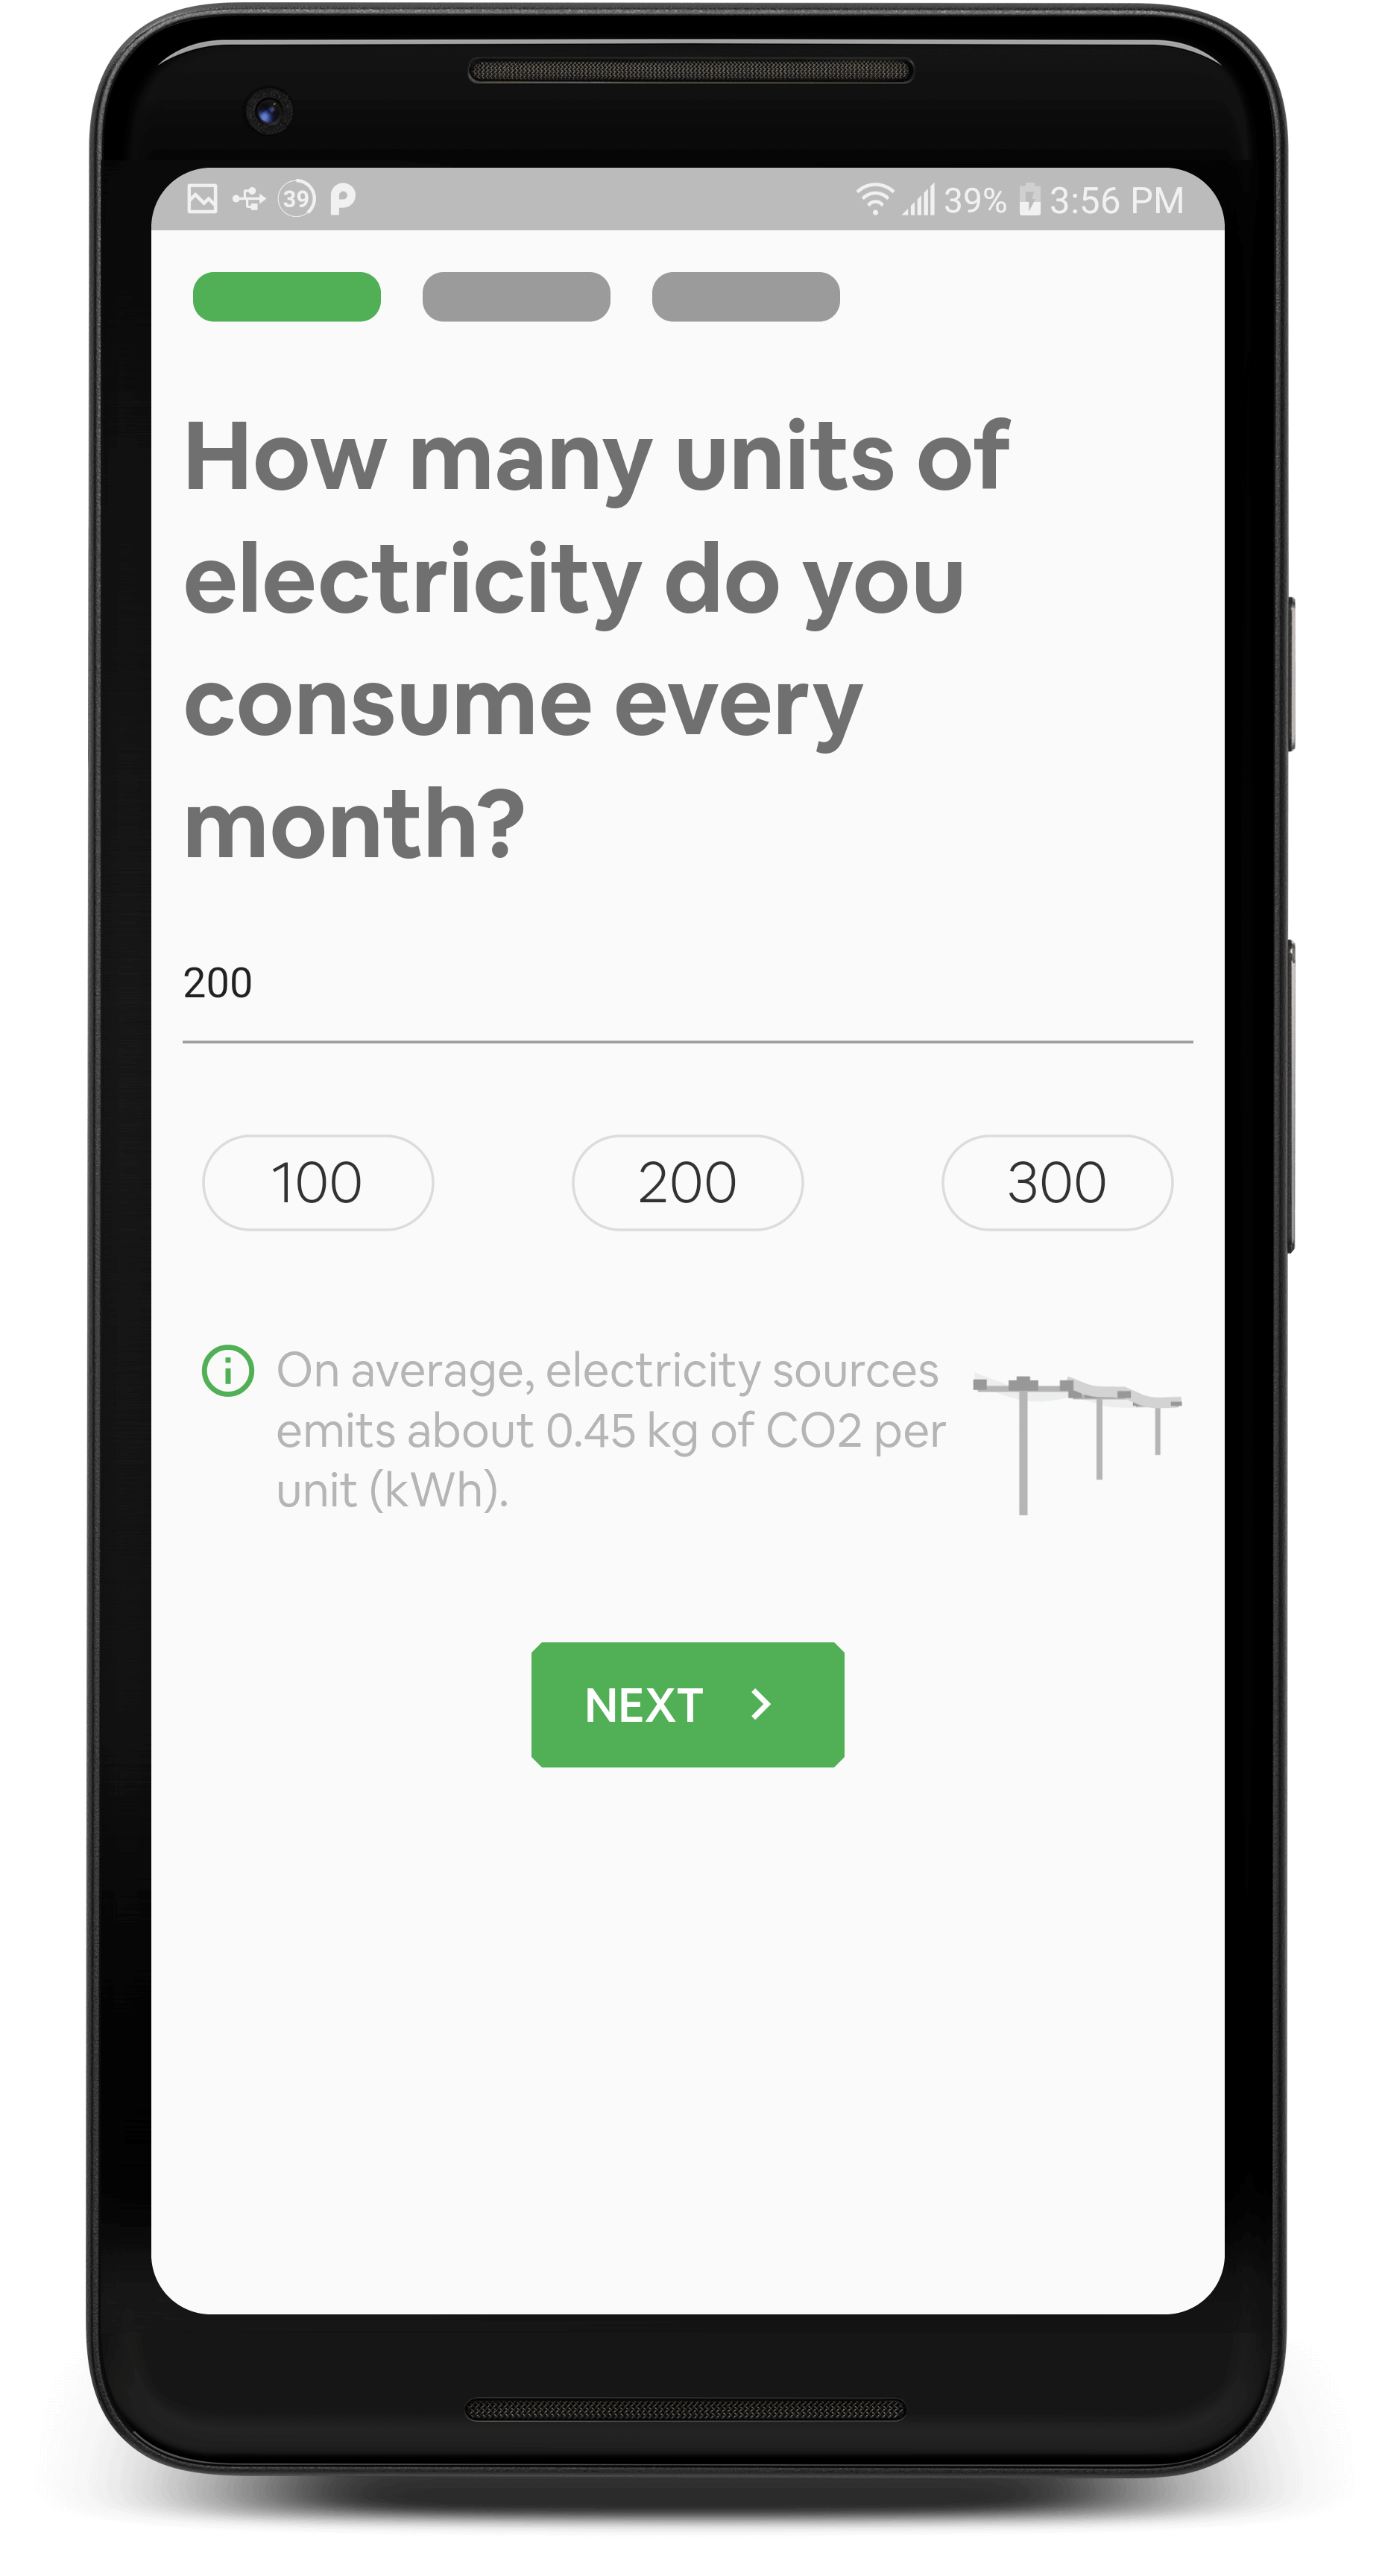 39 39% 3:56 PM
How many units of
electricity do you
consume every
month?
200
100 200 300
On average, electricity sources
emits about 0.45 kg of CO2 per
unit (kWh).
NEXT